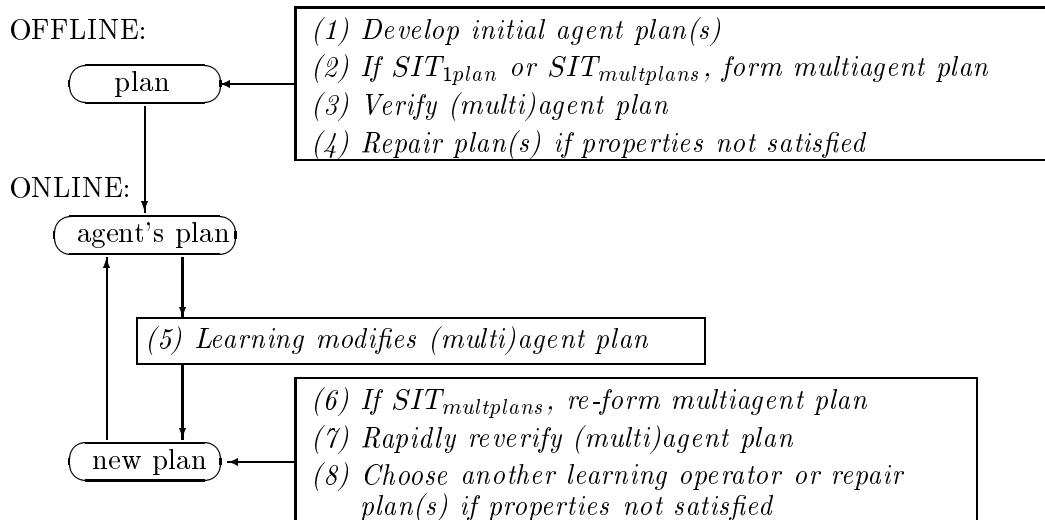 OFFLINE:
plan
(1) Develop initial agent plan(s)
(2) If SIT1plan or SITmultplans, form multiagent plan
(3) Verify (multi)agent plan
(4) Repair plan(s) if properties not satisfied
ONLINE:
agent's plan
(5) Learning modifies (multi)agent plan
new plan
(6) If SITmultplans, re-form multiagent plan
(7) Rapidly reverify (multi)agent plan
(8) Choose another learning operator or repair
plan(s) if properties not satisfied